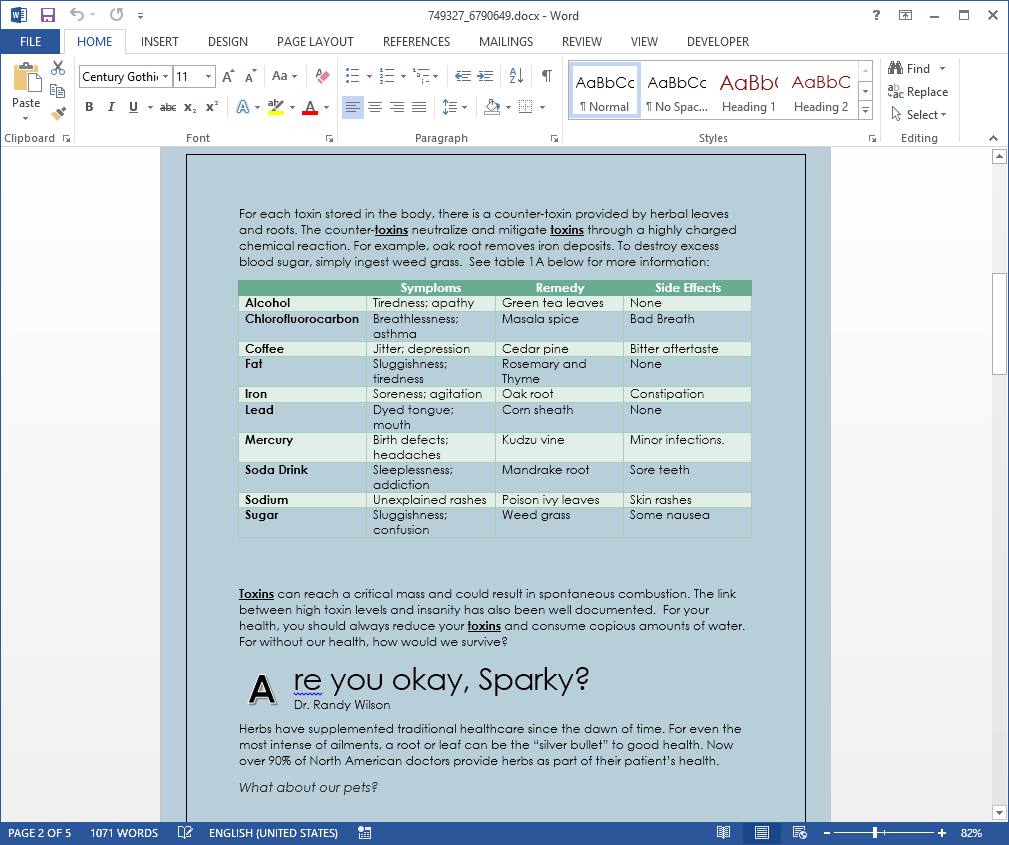 749327_6790649.docx - Word
FILE HOME INSERT DESIGN PAGE LAYOUT REFERENCES MAILINGS REVIEW VIEW DEVELOPER
Century Gothi 11 Aa
Paste
B I U abc x₂ x² A A
AaBbCc AaBbCc AaBb( AaBbC
¶ Normal ¶ No Spac... Heading 1 Heading 2
Find
Replace
Select
Clipboard Font Paragraph Styles Editing
For each toxin stored in the body, there is a counter-toxin provided by herbal leaves
and roots. The counter-toxins neutralize and mitigate toxins through a highly charged
chemical reaction. For example, oak root removes iron deposits. To destroy excess
blood sugar, simply ingest weed grass. See table 1A below for more information:
Symptoms Remedy Side Effects
Alcohol Tiredness; apathy Green tea leaves None
Chlorofluorocarbon Breathlessness; Masala spice Bad Breath
asthma
Coffee Jitter; depression Cedar pine Bitter aftertaste
Fat Sluggishness; Rosemary and None
tiredness Thyme
Iron Soreness; agitation Oak root Constipation
Lead Dyed tongue; Corn sheath None
mouth
Mercury Birth defects; Kudzu vine Minor infections.
headaches
Soda Drink Sleeplessness; Mandrake root Sore teeth
addiction
Sodium Unexplained rashes Poison ivy leaves Skin rashes
Sugar Sluggishness; Weed grass Some nausea
confusion
Toxins can reach a critical mass and could result in spontaneous combustion. The link
between high toxin levels and insanity has also been well documented. For your
health, you should always reduce your toxins and consume copious amounts of water.
For without our health, how would we survive?
A re you okay, Sparky?
Dr. Randy Wilson
Herbs have supplemented traditional healthcare since the dawn of time. For even the
most intense of ailments, a root or leaf can be the “silver bullet” to good health. Now
over 90% of North American doctors provide herbs as part of their patient’s health.
What about our pets?
PAGE 2 OF 5 1071 WORDS ENGLISH (UNITED STATES) 82%